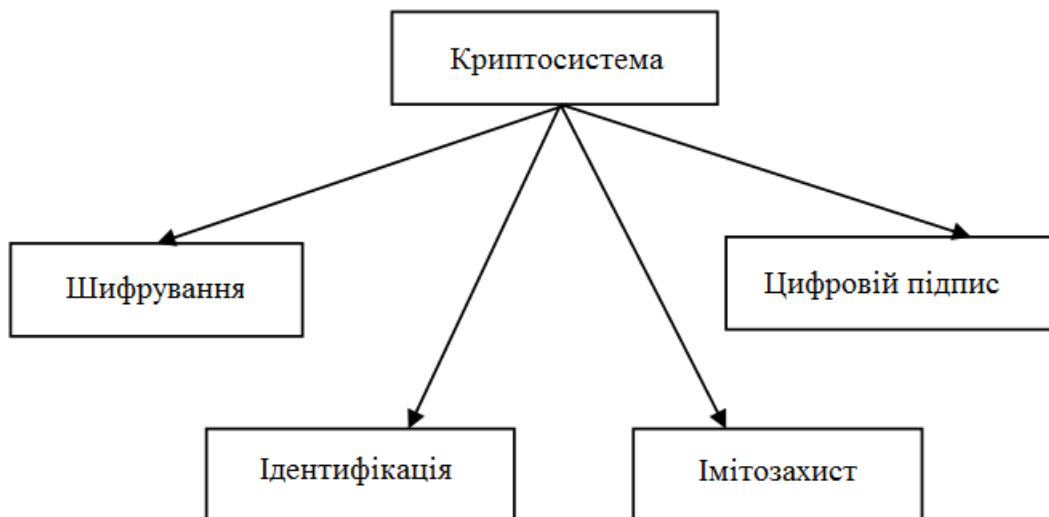 Криптосистема
Шифрування
Цифровій підпис
Ідентифікація
Імітозахист